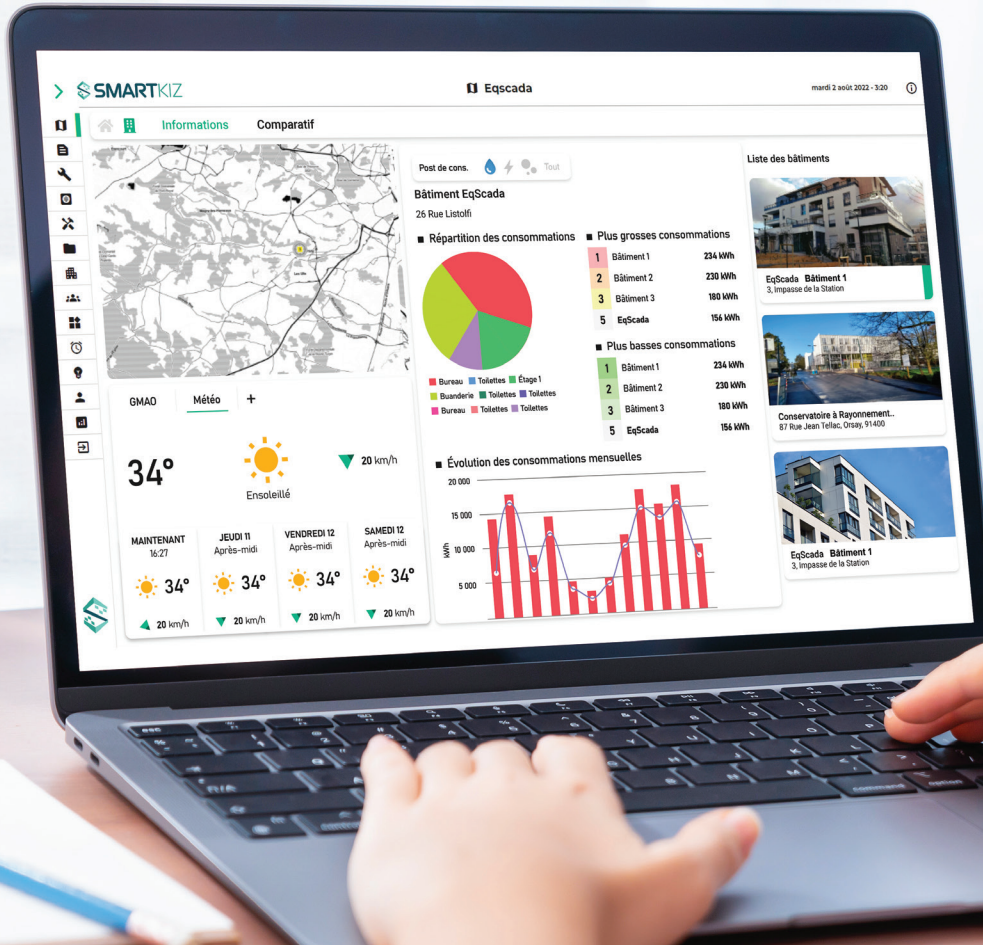 SMARTKIZ
Eqscada
mardi 2 août 2022 - 3:20
Informations
Comparatif
Post de cons.
Tout
Bâtiment EqScada
26 Rue Listolfi
Répartition des consommations
Bureau
Toilettes
Étage 1
Buanderie
Toilettes
Toilettes
Bureau
Toilettes
Toilettes
Plus grosses consommations
1 Bâtiment 1 234 kWh
2 Bâtiment 2 230 kWh
3 Bâtiment 3 180 kWh
5 EqScada 156 kWh
Plus basses consommations
1 Bâtiment 1 234 kWh
2 Bâtiment 2 230 kWh
3 Bâtiment 3 180 kWh
5 EqScada 156 kWh
Liste des bâtiments
EqScada Bâtiment 1
3, Impasse de la Station
Conservatoire à Rayonnement..
87 Rue Jean Tellac, Orsay, 91400
EqScada Bâtiment 1
3, impasse de la Station
GMAO
Météo
+
34°
Ensoleillé
20 km/h
MAINTENANT
16:27
34°
20 km/h
JEUDI 11
Après-midi
34°
20 km/h
VENDREDI 12
Après-midi
34°
20 km/h
SAMEDI 12
Après-midi
34°
20 km/h
Évolution des consommations mensuelles
20 000
15 000
10 000
5 000
kWh
command
option